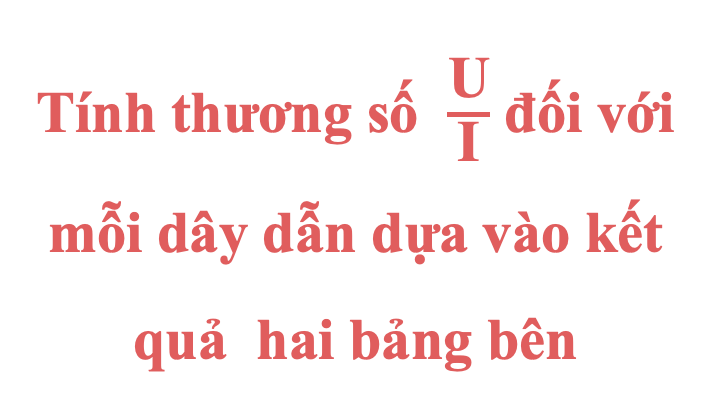 Tính thương số U/I đối với
mỗi dây dẫn dựa vào kết
quả hai bảng bên